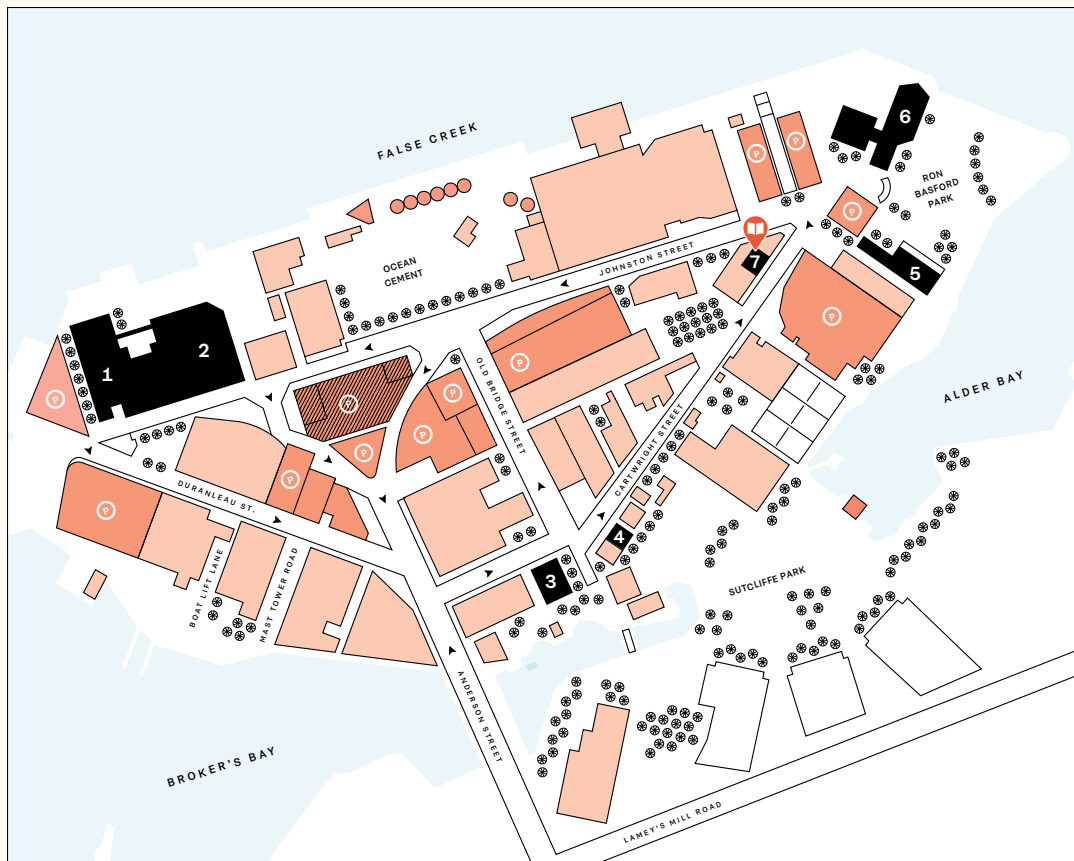 FALSE CREEK
6
P
P
RON
BASFORD
PARK
P
7
JOHNSTON STREET
OCEAN
CEMENT
5
P
2
1
P
P
P
P
P
P
OLD BRIDGE STREET
ALDER BAY
CARTWRIGHT STREET
P
DURANLEAU ST.
P
4
3
BOAT LIFT LANE
MAST TOWER ROAD
SUTCLIFFE PARK
ANDERSON STREET
BROKER'S BAY
LAMEY'S MILL ROAD